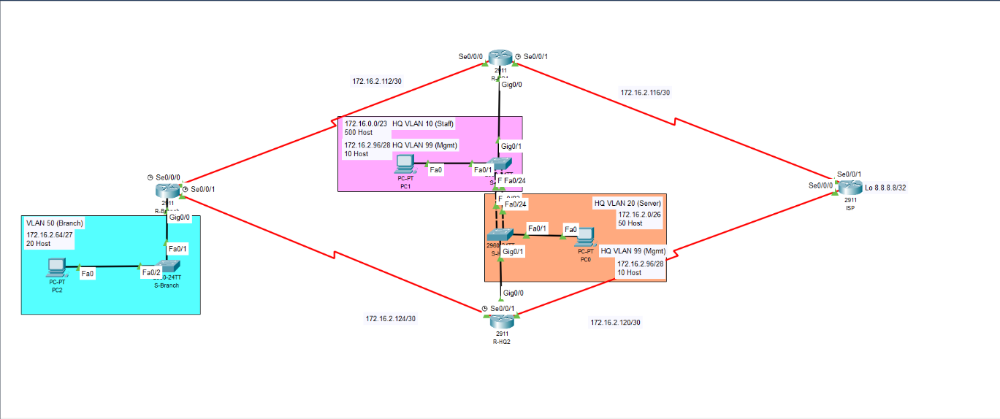 Se0/0/0
Se0/0/1
2911
Gig0/0
172.16.2.112/30
172.16.2.116/30
172.16.0.0/23 HQ VLAN 10 (Staff)
500 Host
172.16.2.96/28 HQ VLAN 99 (Mgmt)
10 Host
Gig0/1
Fa0
Fa0/1
PC-PT
PC1
Fa0/24
Se0/0/0
Se0/0/1
2911
Gig0/0
Se0/0/1
Se0/0/0
Lo 8.8.8.8/32
2911
ISP
Fa0/24
HQ VLAN 20 (Server)
172.16.2.0/26
50 Host
Fa0/1
Fa0
PC-PT
PC0
Gig0/1
HQ VLAN 99 (Mgmt)
172.16.2.96/28
10 Host
VLAN 50 (Branch)
172.16.2.64/27
20 Host
Fa0/1
Fa0
Fa0/2
PC-PT
PC2
S-Branch
Gig0/0
Se0/0/1
2911
R-HQ2
172.16.2.124/30
172.16.2.120/30